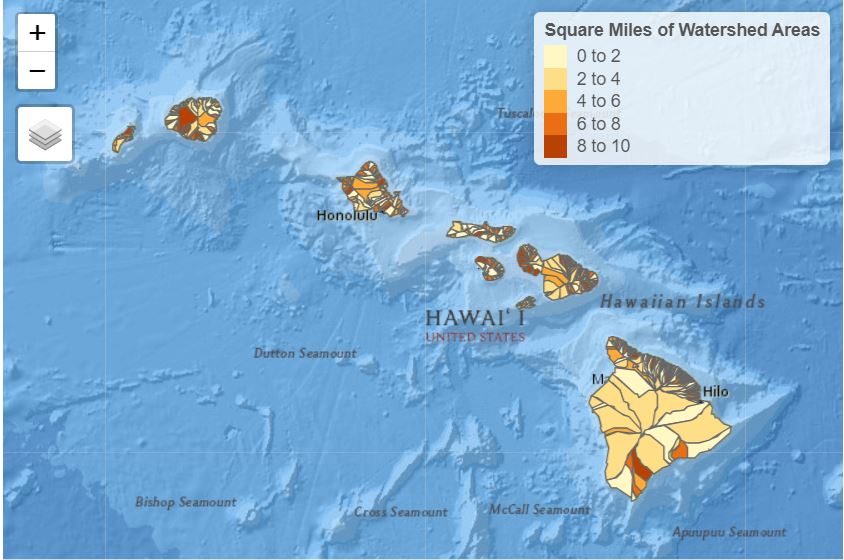 +
−
Square Miles of Watershed Areas
0 to 2
2 to 4
4 to 6
6 to 8
8 to 10
Honolulu
Hawaiian Islands
HAWAI‘I
UNITED STATES
Dutton Seamount
M
Hilo
Bishop Seamount
Cross Seamount
McCall Seamount
Apuupuu Seamount